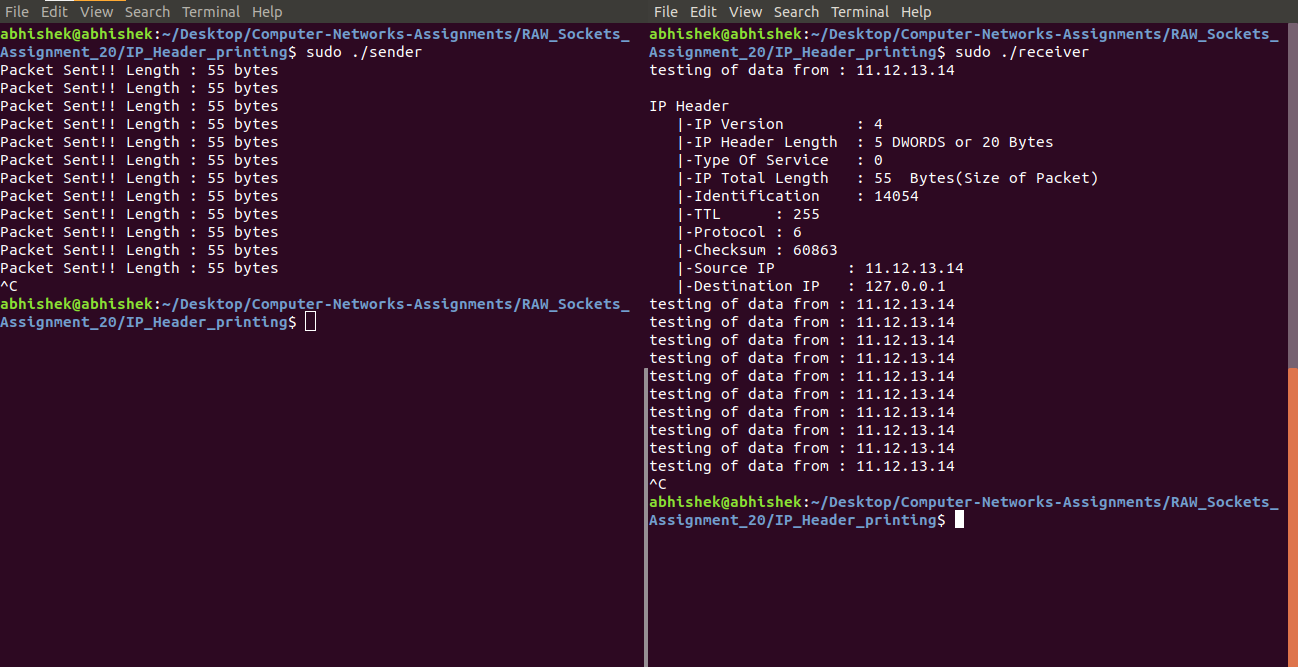 File Edit View Search Terminal Help
abhishek@abhishek:~/Desktop/Computer-Networks-Assignments/RAW_Sockets_
Assignment_20/IP_Header_printing$ sudo ./sender
Packet Sent!! Length : 55 bytes
Packet Sent!! Length : 55 bytes
Packet Sent!! Length : 55 bytes
Packet Sent!! Length : 55 bytes
Packet Sent!! Length : 55 bytes
Packet Sent!! Length : 55 bytes
Packet Sent!! Length : 55 bytes
Packet Sent!! Length : 55 bytes
Packet Sent!! Length : 55 bytes
Packet Sent!! Length : 55 bytes
Packet Sent!! Length : 55 bytes
Packet Sent!! Length : 55 bytes
^C
abhishek@abhishek:~/Desktop/Computer-Networks-Assignments/RAW_Sockets_
Assignment_20/IP_Header_printing$
File Edit View Search Terminal Help
abhishek@abhishek:~/Desktop/Computer-Networks-Assignments/RAW_Sockets_
Assignment_20/IP_Header_printing$ sudo ./receiver
testing of data from : 11.12.13.14
IP Header
   |-IP Version        : 4
   |-IP Header Length  : 5 DWORDS or 20 Bytes
   |-Type Of Service   : 0
   |-IP Total Length   : 55  Bytes(Size of Packet)
   |-Identification    : 14054
   |-TTL      : 255
   |-Protocol : 6
   |-Checksum : 60863
   |-Source IP        : 11.12.13.14
   |-Destination IP   : 127.0.0.1
testing of data from : 11.12.13.14
testing of data from : 11.12.13.14
testing of data from : 11.12.13.14
testing of data from : 11.12.13.14
testing of data from : 11.12.13.14
testing of data from : 11.12.13.14
testing of data from : 11.12.13.14
testing of data from : 11.12.13.14
testing of data from : 11.12.13.14
testing of data from : 11.12.13.14
^C
abhishek@abhishek:~/Desktop/Computer-Networks-Assignments/RAW_Sockets_
Assignment_20/IP_Header_printing$